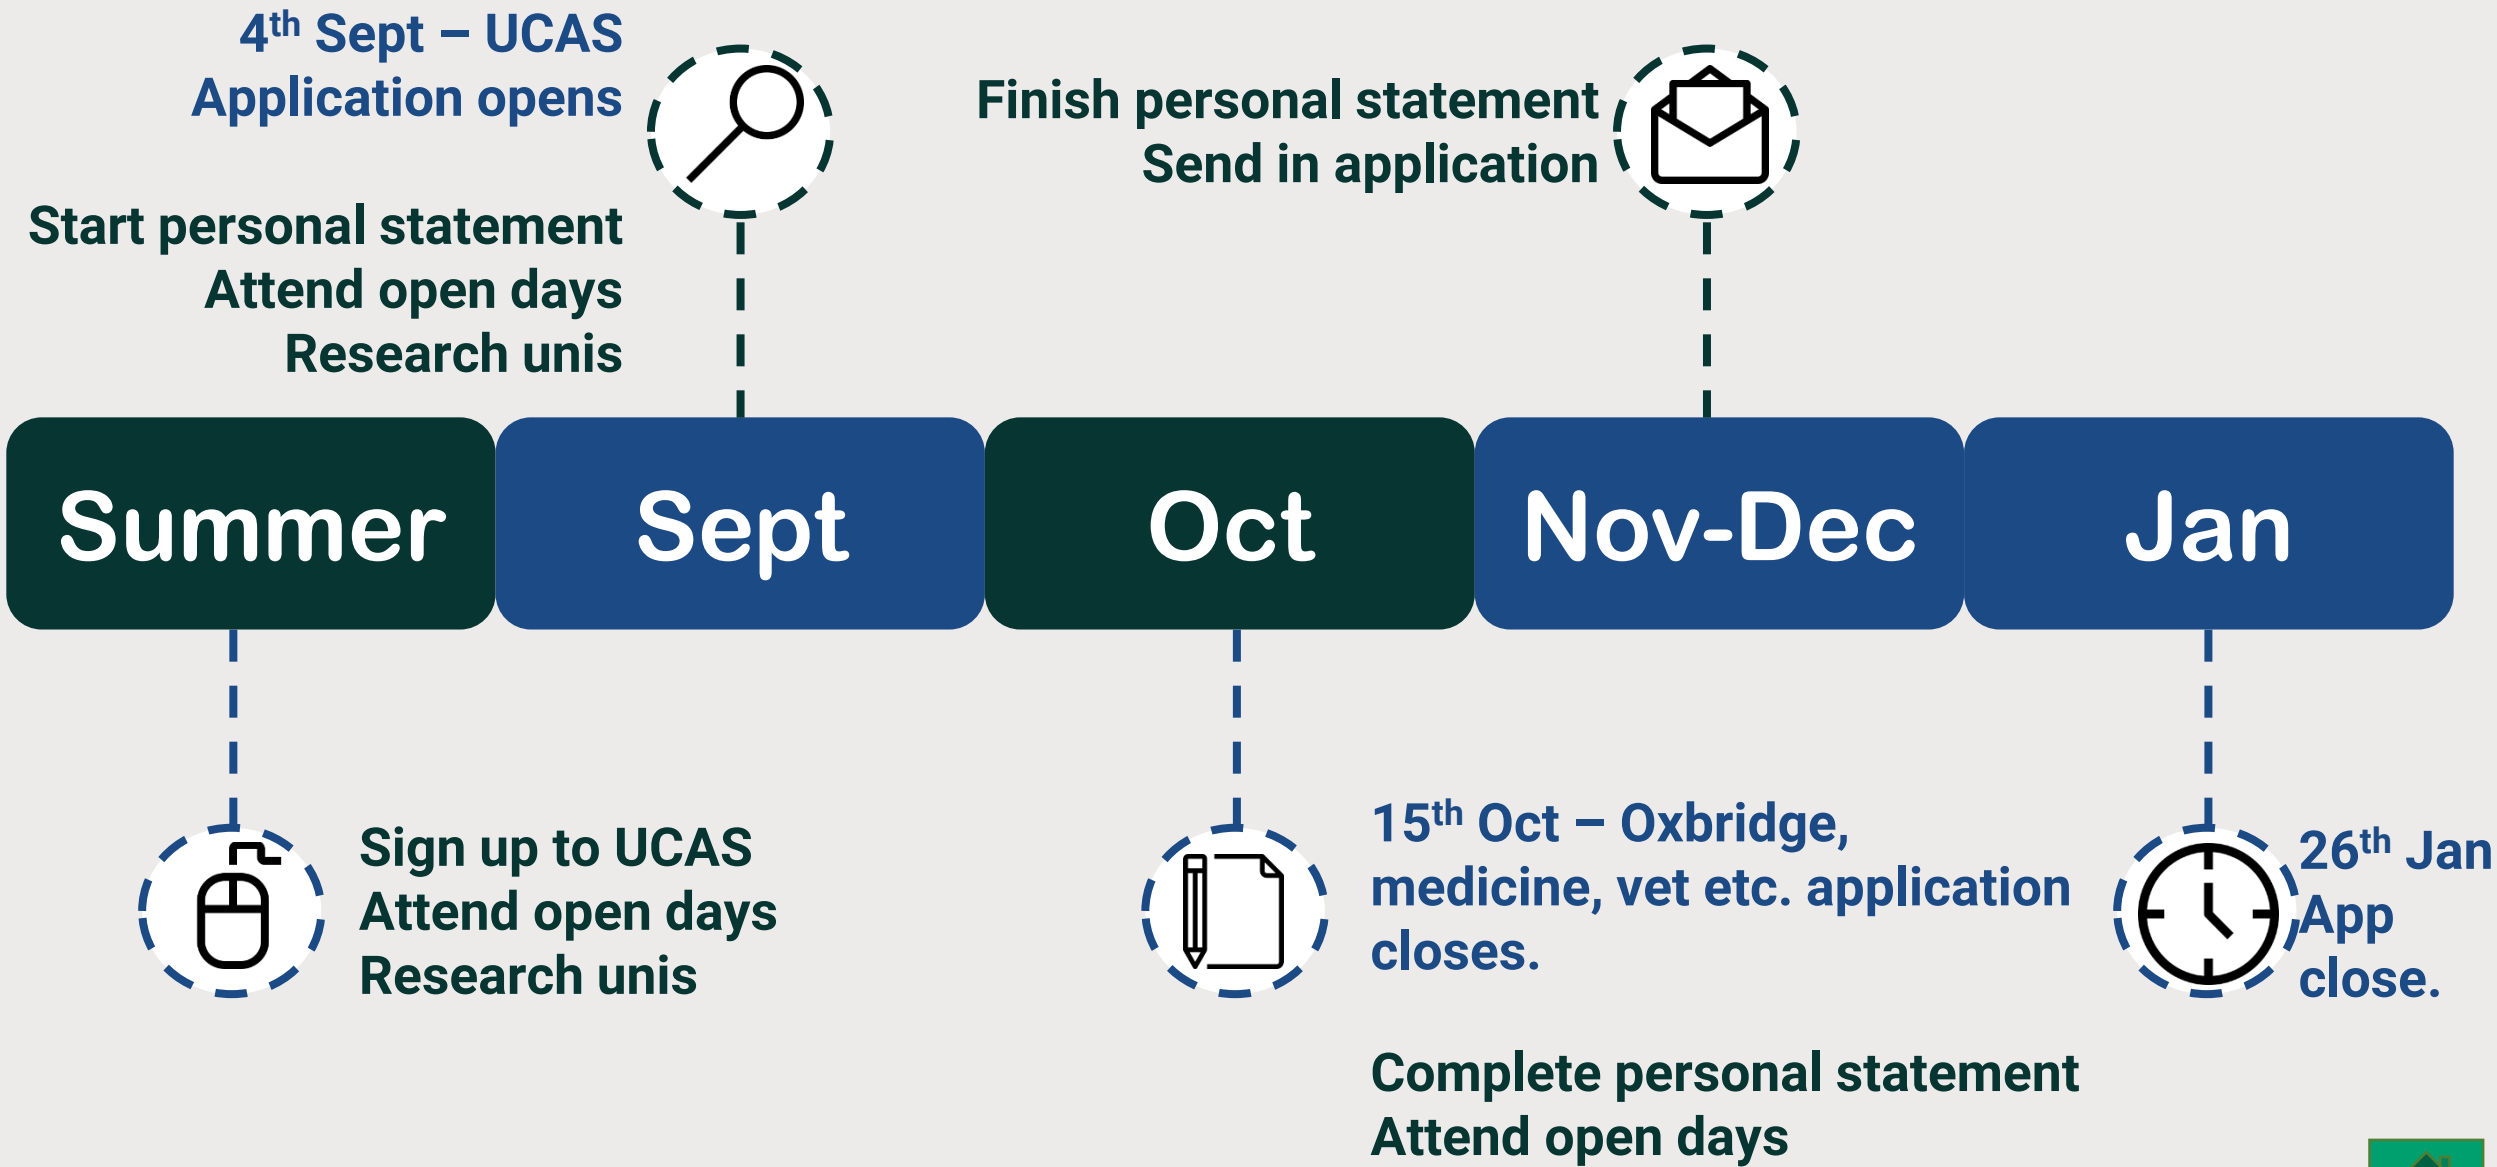 4th Sept – UCAS
Application opens
Start personal statement
Attend open days
Research unis
Finish personal statement
Send in application
Summer
Sept
Oct
Nov-Dec
Jan
Sign up to UCAS
Attend open days
Research unis
15th Oct – Oxbridge,
medicine, vet etc. application
closes.
Complete personal statement
Attend open days
26th Jan
App
close.